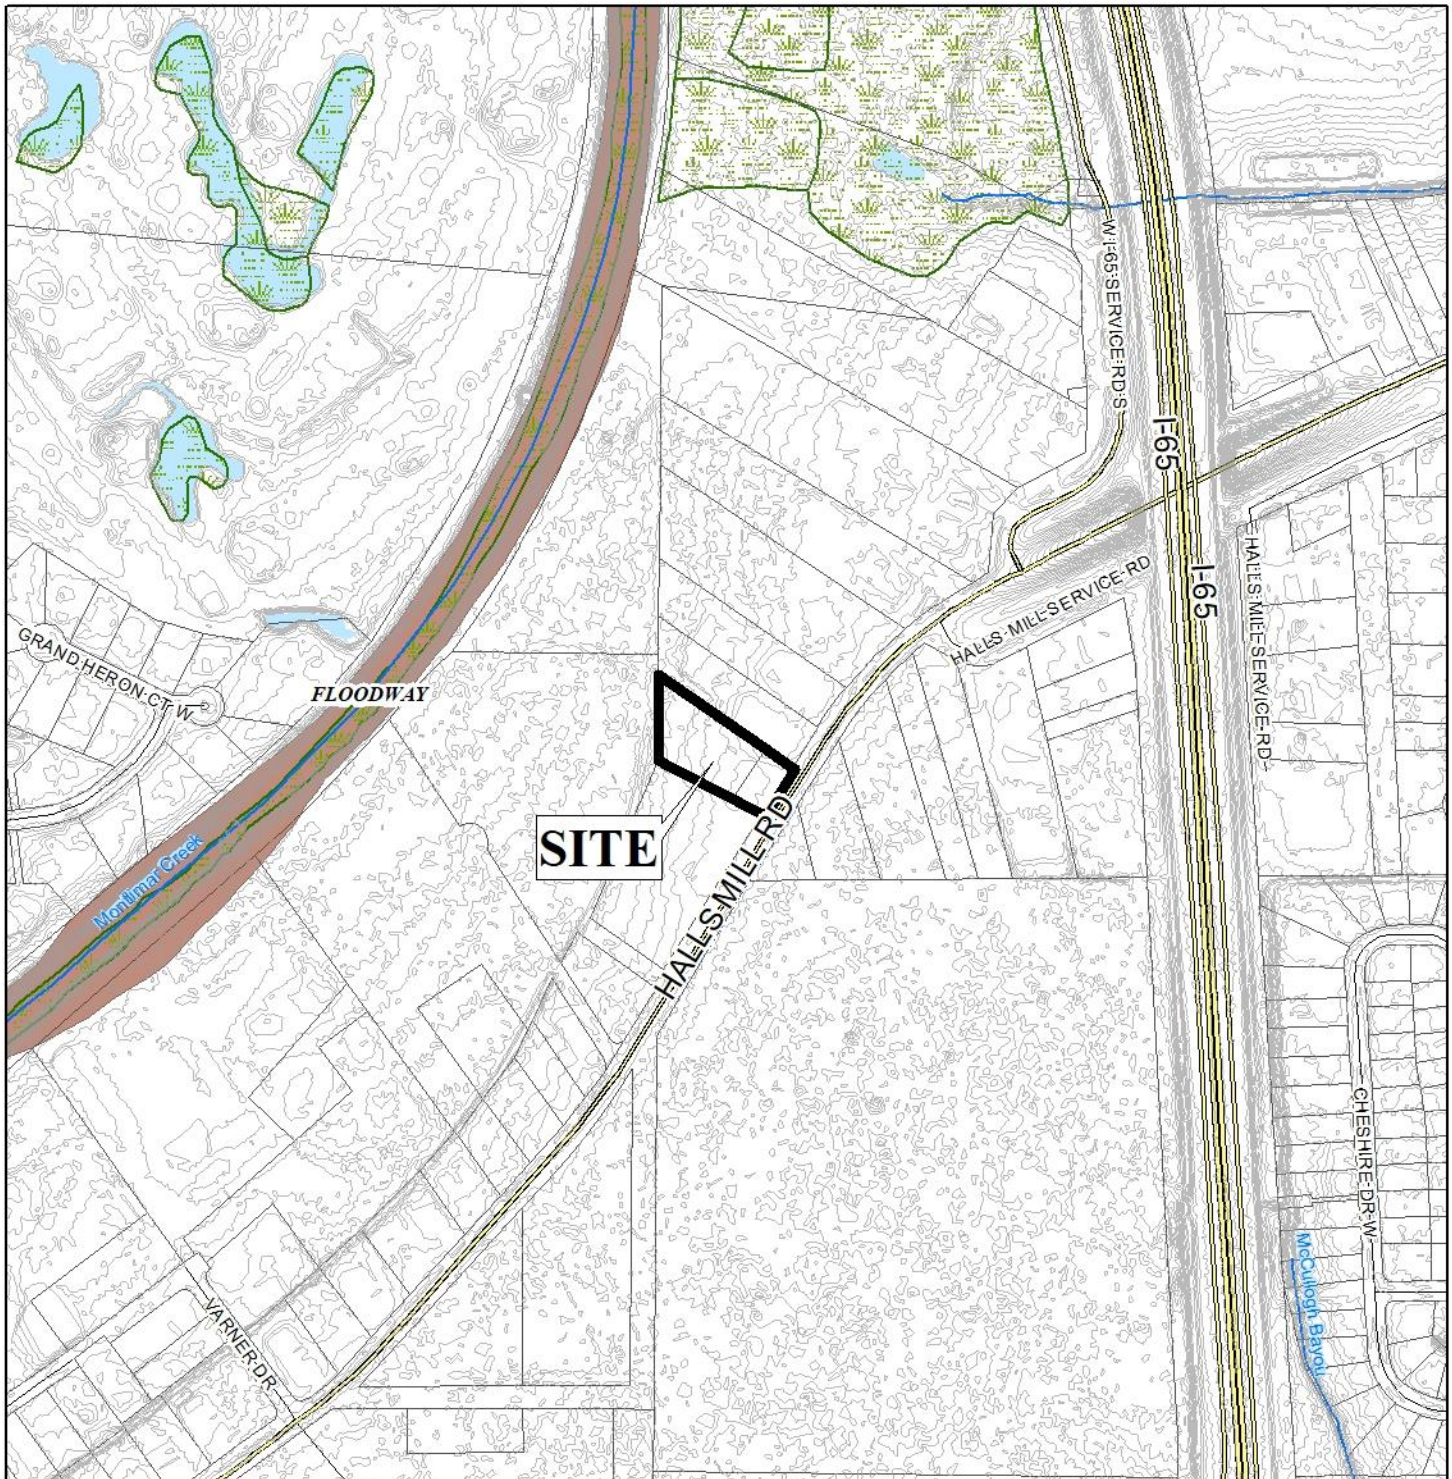 W I-65 SERVICE RD S
I-65
I-65
HALLS MILL SERVICE RD
HALLS MILL SERVICE RD
GRAND HERON CT W
FLOODWAY
SITE
HALLS MILL RD
Montlimar Creek
CHESHIRE DR W
McCullogh Bayou
VARNER DR